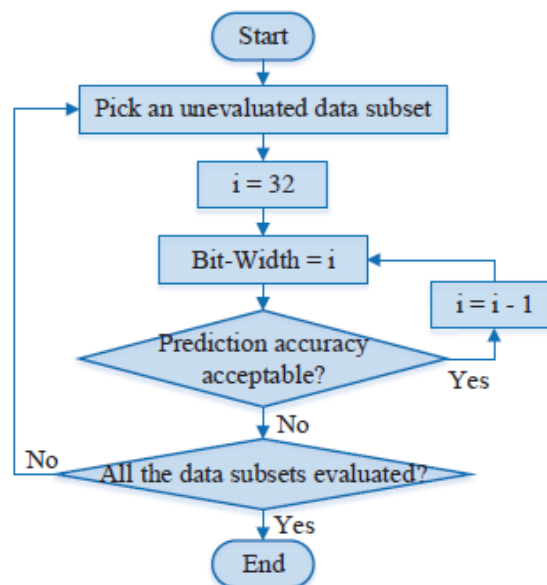 Start
Pick an unevaluated data subset
i = 32
Bit-Width = i
i = i - 1
Prediction accuracy
acceptable?
Yes
No
No
All the data subsets evaluated?
Yes
End